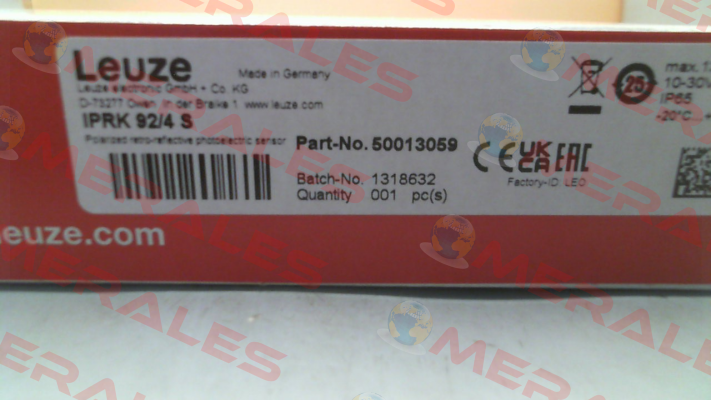 Leuze
Made in Germany
Leuze electronic GmbH + Co. KG
D-73277 Owen In der Braike 1 www.leuze.com
IPRK 92/4 S
Polarized retro-reflective photoelectric sensor
Part-No. 50013059
Batch-No. 1318632
Quantity 001 pc(s)
CE UKCA EAC
Factory-ID LEO
25
max.
10-30V
IP65
-20°C...
euze.com
MERALES
MERALES
MERALES
MERALES